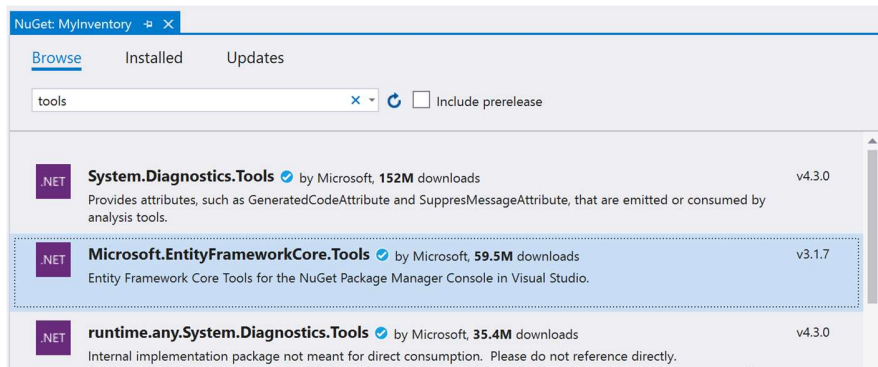 NuGet: MyInventory
Browse Installed Updates
tools Include prerelease
.NET System.Diagnostics.Tools by Microsoft, 152M downloads v4.3.0
Provides attributes, such as GeneratedCodeAttribute and SuppresMessageAttribute, that are emitted or consumed by
analysis tools.
.NET Microsoft.EntityFrameworkCore.Tools by Microsoft, 59.5M downloads v3.1.7
Entity Framework Core Tools for the NuGet Package Manager Console in Visual Studio.
.NET runtime.any.System.Diagnostics.Tools by Microsoft, 35.4M downloads v4.3.0
Internal implementation package not meant for direct consumption. Please do not reference directly.